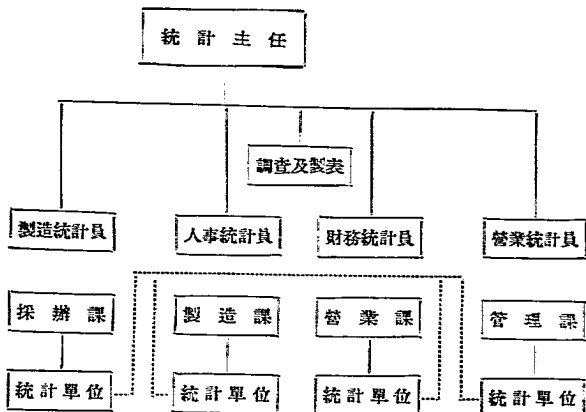 統計主任
調查及製表
製造統計員 人事統計員 財務統計員 營業統計員
採辦課 製造課 營業課 管理課
統計單位 統計單位 統計單位 統計單位